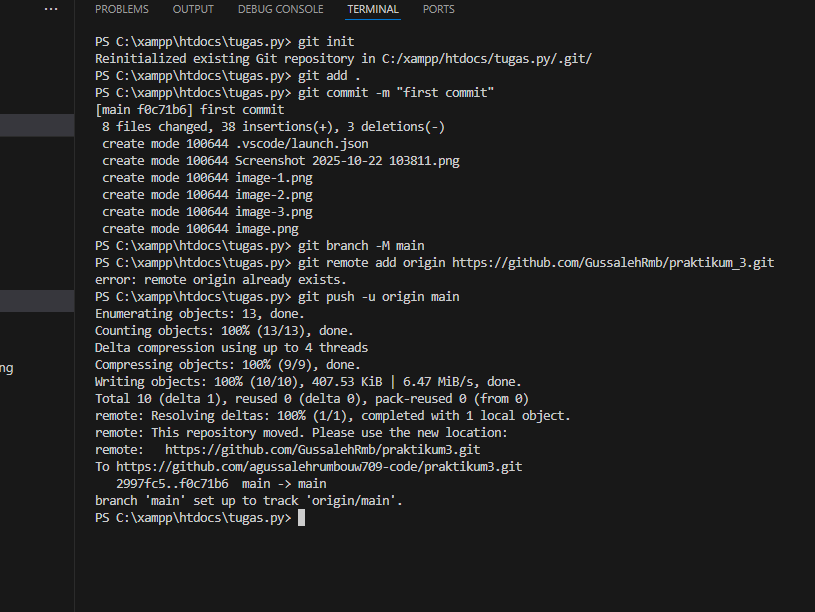 ... PROBLEMS OUTPUT DEBUG CONSOLE TERMINAL PORTS
PS C:\xampp\htdocs\tugas.py> git init
Reinitialized existing Git repository in C:/xampp/htdocs/tugas.py/.git/
PS C:\xampp\htdocs\tugas.py> git add .
PS C:\xampp\htdocs\tugas.py> git commit -m "first commit"
[main f0c71b6] first commit
 8 files changed, 38 insertions(+), 3 deletions(-)
 create mode 100644 .vscode/launch.json
 create mode 100644 Screenshot 2025-10-22 103811.png
 create mode 100644 image-1.png
 create mode 100644 image-2.png
 create mode 100644 image-3.png
 create mode 100644 image.png
PS C:\xampp\htdocs\tugas.py> git branch -M main
PS C:\xampp\htdocs\tugas.py> git remote add origin https://github.com/GussalehRmb/praktikum_3.git
error: remote origin already exists.
PS C:\xampp\htdocs\tugas.py> git push -u origin main
Enumerating objects: 13, done.
Counting objects: 100% (13/13), done.
Delta compression using up to 4 threads
Compressing objects: 100% (9/9), done.
ng
Writing objects: 100% (10/10), 407.53 KiB | 6.47 MiB/s, done.
Total 10 (delta 1), reused 0 (delta 0), pack-reused 0 (from 0)
remote: Resolving deltas: 100% (1/1), completed with 1 local object.
remote: This repository moved. Please use the new location:
remote:   https://github.com/GussalehRmb/praktikum3.git
To https://github.com/agussalehrumbouw709-code/praktikum3.git
   2997fc5..f0c71b6  main -> main
branch 'main' set up to track 'origin/main'.
PS C:\xampp\htdocs\tugas.py>